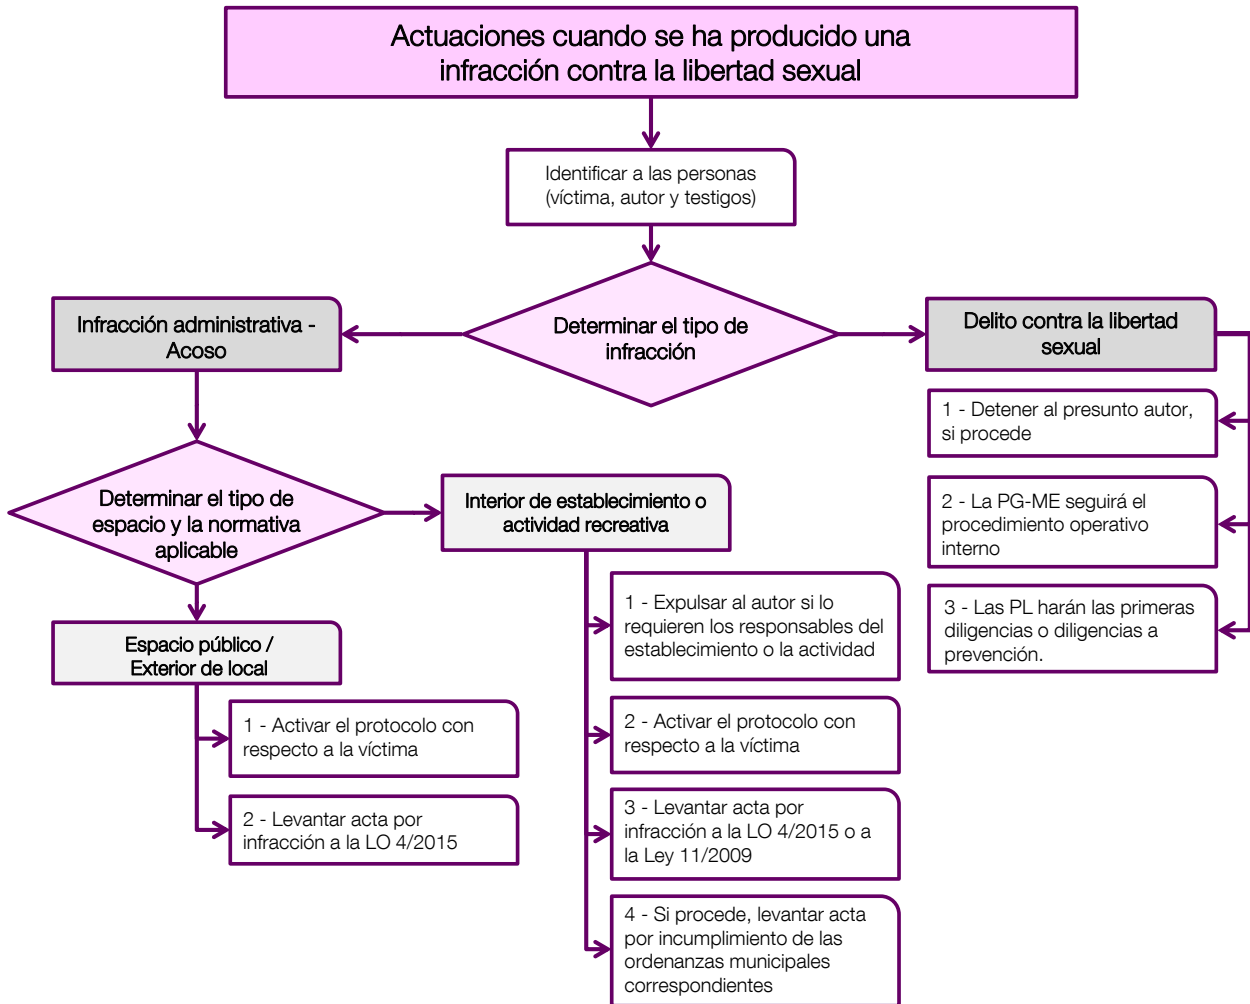 Actuaciones cuando se ha producido una
infracción contra la libertad sexual
Identificar a las personas
(víctima, autor y testigos)
Determinar el tipo de
infracción
Infracción administrativa -
Acoso
Delito contra la libertad
sexual
1 - Detener al presunto autor,
si procede
2 - La PG-ME seguirá el
procedimiento operativo
interno
3 - Las PL harán las primeras
diligencias o diligencias a
prevención.
Determinar el tipo de
espacio y la normativa
aplicable
Interior de establecimiento o
actividad recreativa
1 - Expulsar al autor si lo
requieren los responsables del
establecimiento o la actividad
2 - Activar el protocolo con
respecto a la víctima
3 - Levantar acta por
infracción a la LO 4/2015 o a
la Ley 11/2009
4 - Si procede, levantar acta
por incumplimiento de las
ordenanzas municipales
correspondientes
Espacio público /
Exterior de local
1 - Activar el protocolo con
respecto a la víctima
2 - Levantar acta por
infracción a la LO 4/2015